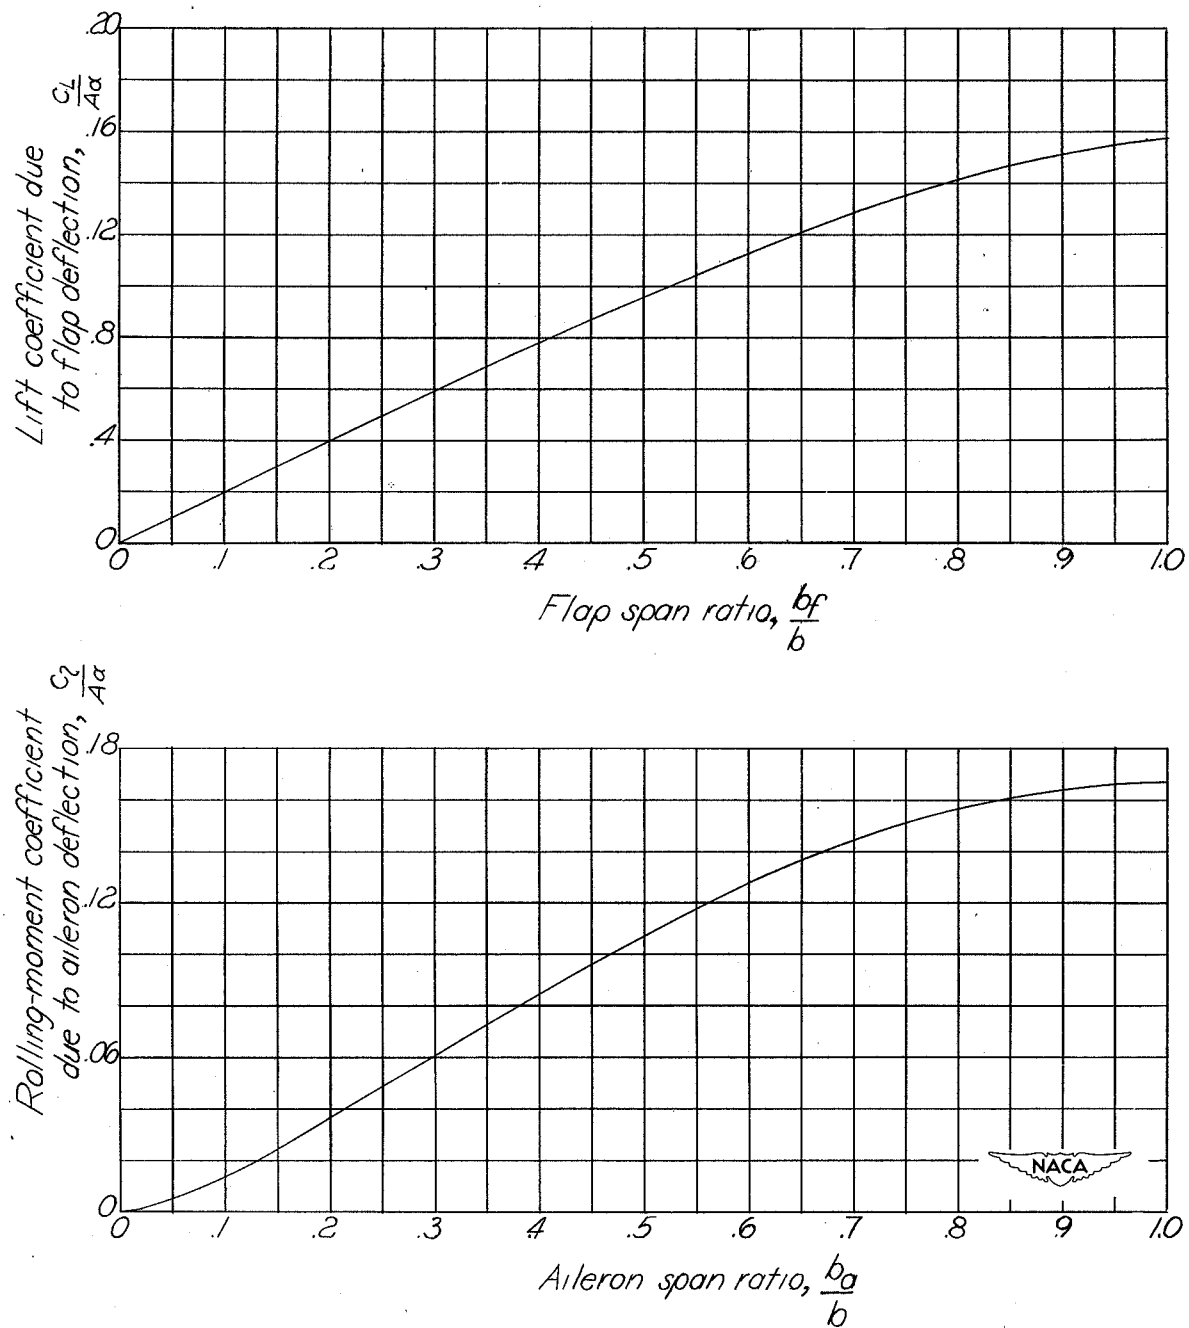 Lift coefficient due
to flap deflection, C_L/Aα
.20
.16
.12
.8
.4
0
0 .1 .2 .3 .4 .5 .6 .7 .8 .9 1.0
Flap span ratio, bf/b
Rolling-moment coefficient
due to aileron deflection, C_l/Aα
.18
.12
.06
0
NACA
0 .1 .2 .3 .4 .5 .6 .7 .8 .9 1.0
Aileron span ratio, ba/b